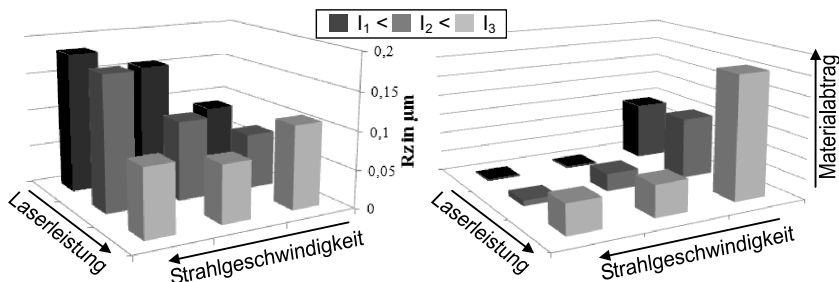 I1 < I2 < I3
0,2
0,15
0,1
0,05
0
Rz in µm
Laserleistung
Strahlgeschwindigkeit
Materialabtrag
Laserleistung
Strahlgeschwindigkeit